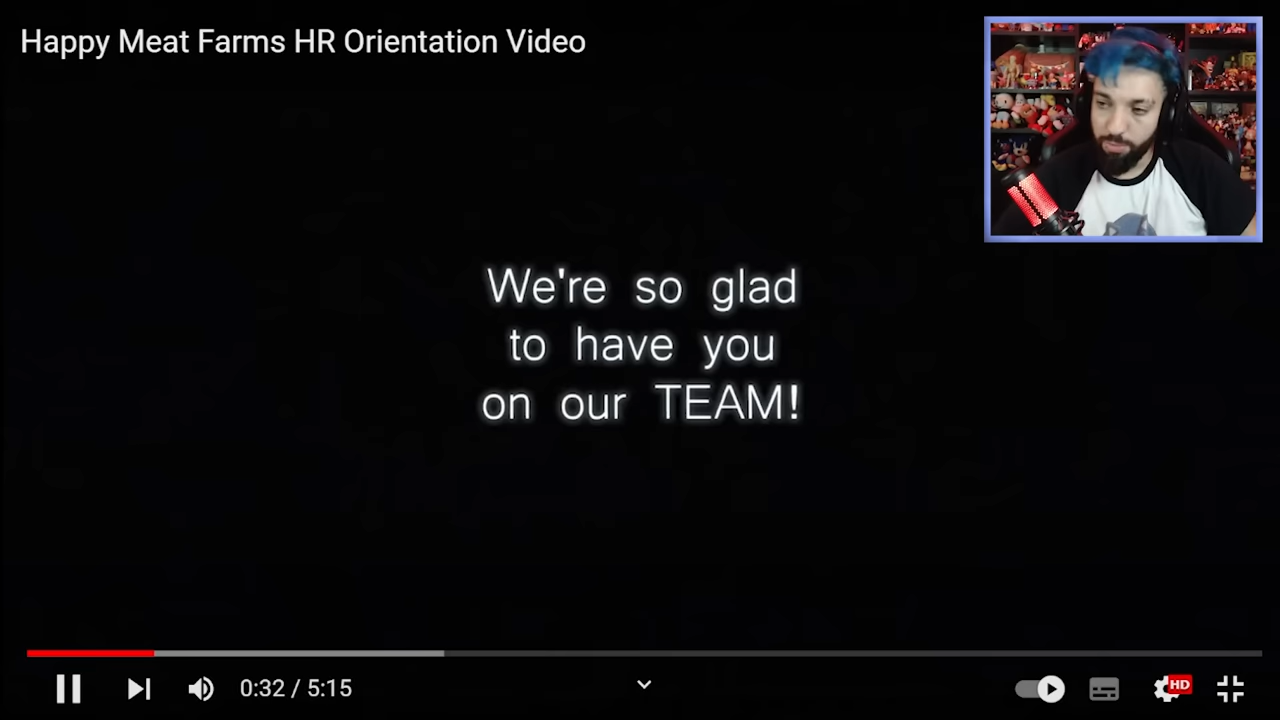 Happy Meat Farms HR Orientation Video
We're so glad
to have you
on our TEAM!
0:32 / 5:15
HD